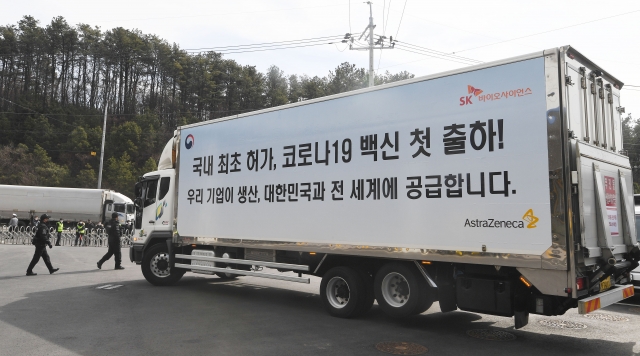 SK 바이오사이언스
국내 최초 허가, 코로나19 백신 첫 출하!
우리 기업이 생산, 대한민국과 전 세계에 공급합니다.
AstraZeneca